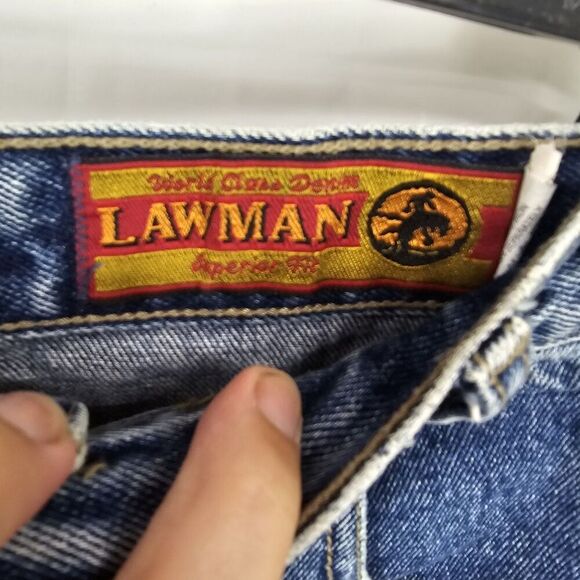 World Class Denim
LAWMAN
Superior Fit